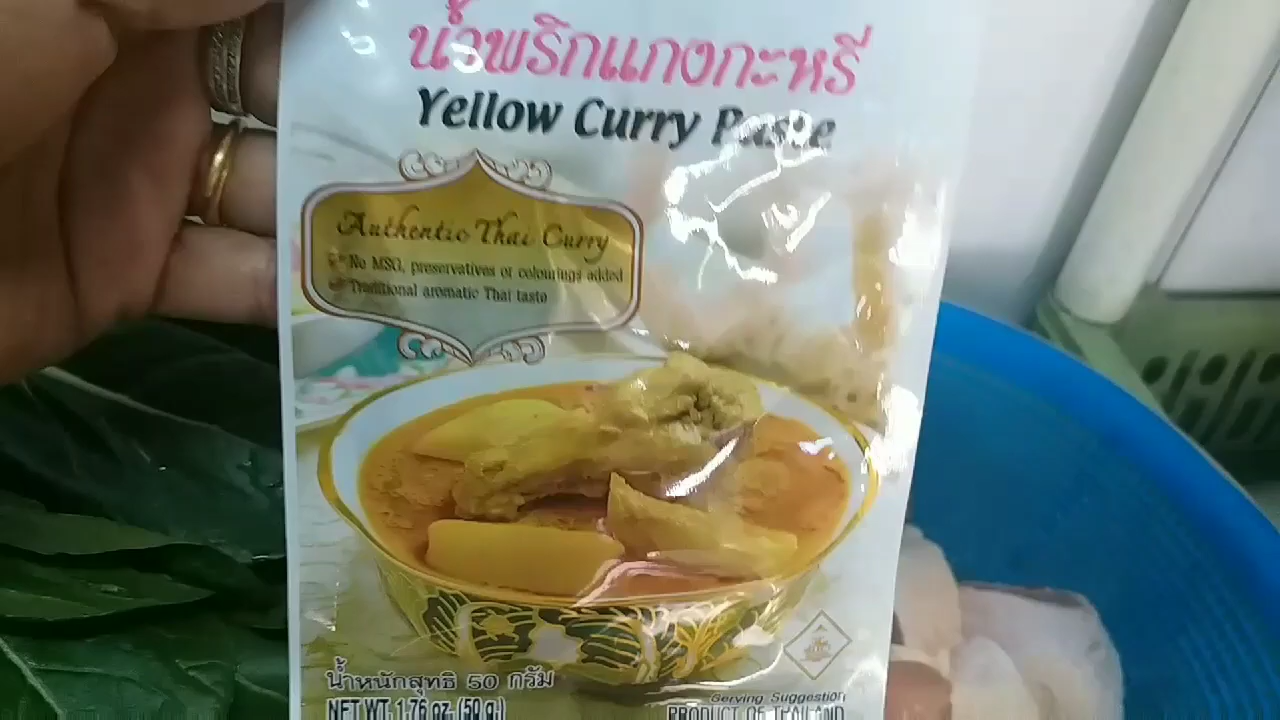 น้ำพริกแกงกะหรี่
Yellow Curry Paste
Authentic Thai Curry
No MSG, preservatives or colourings added
Traditional aromatic Thai taste
น้ำหนักสุทธิ 50 กรัม
NET WT. 1.76 oz. (50 g.)
Serving Suggestion
PRODUCT OF THAILAND